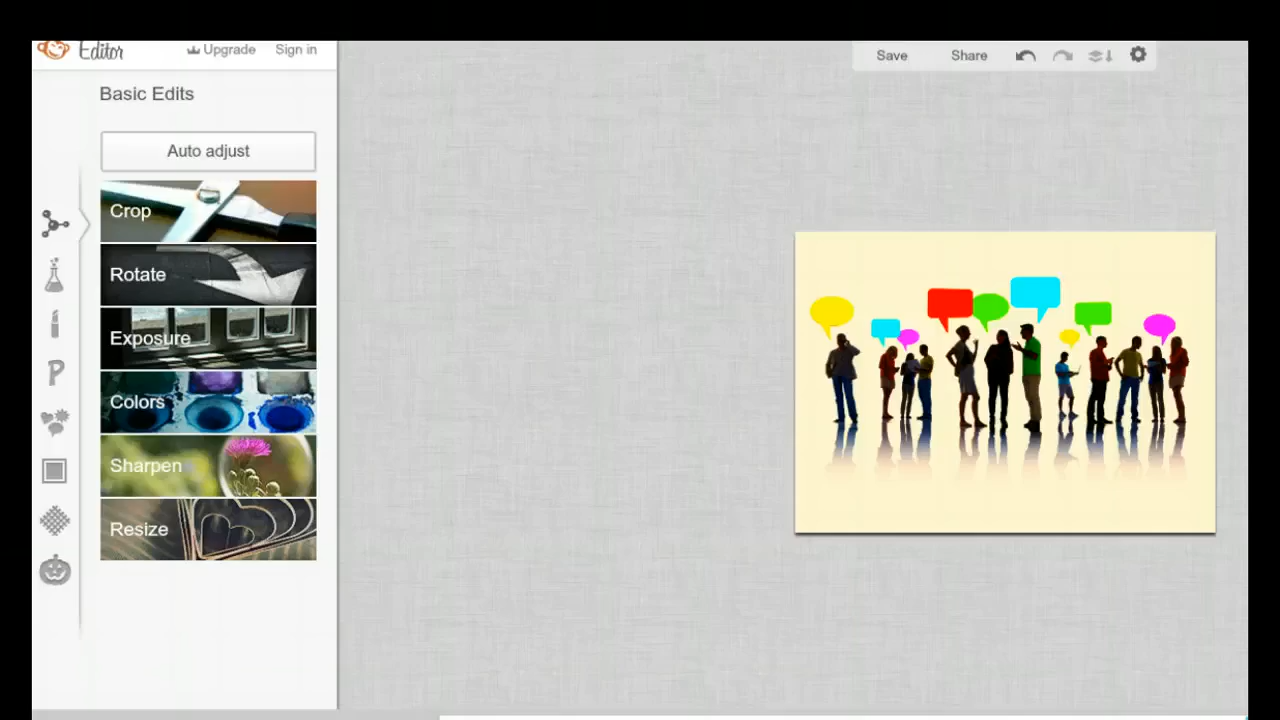 Editor
Upgrade
Sign in
Save
Share
Basic Edits
Auto adjust
Crop
Rotate
Exposure
Colors
Sharpen
Resize